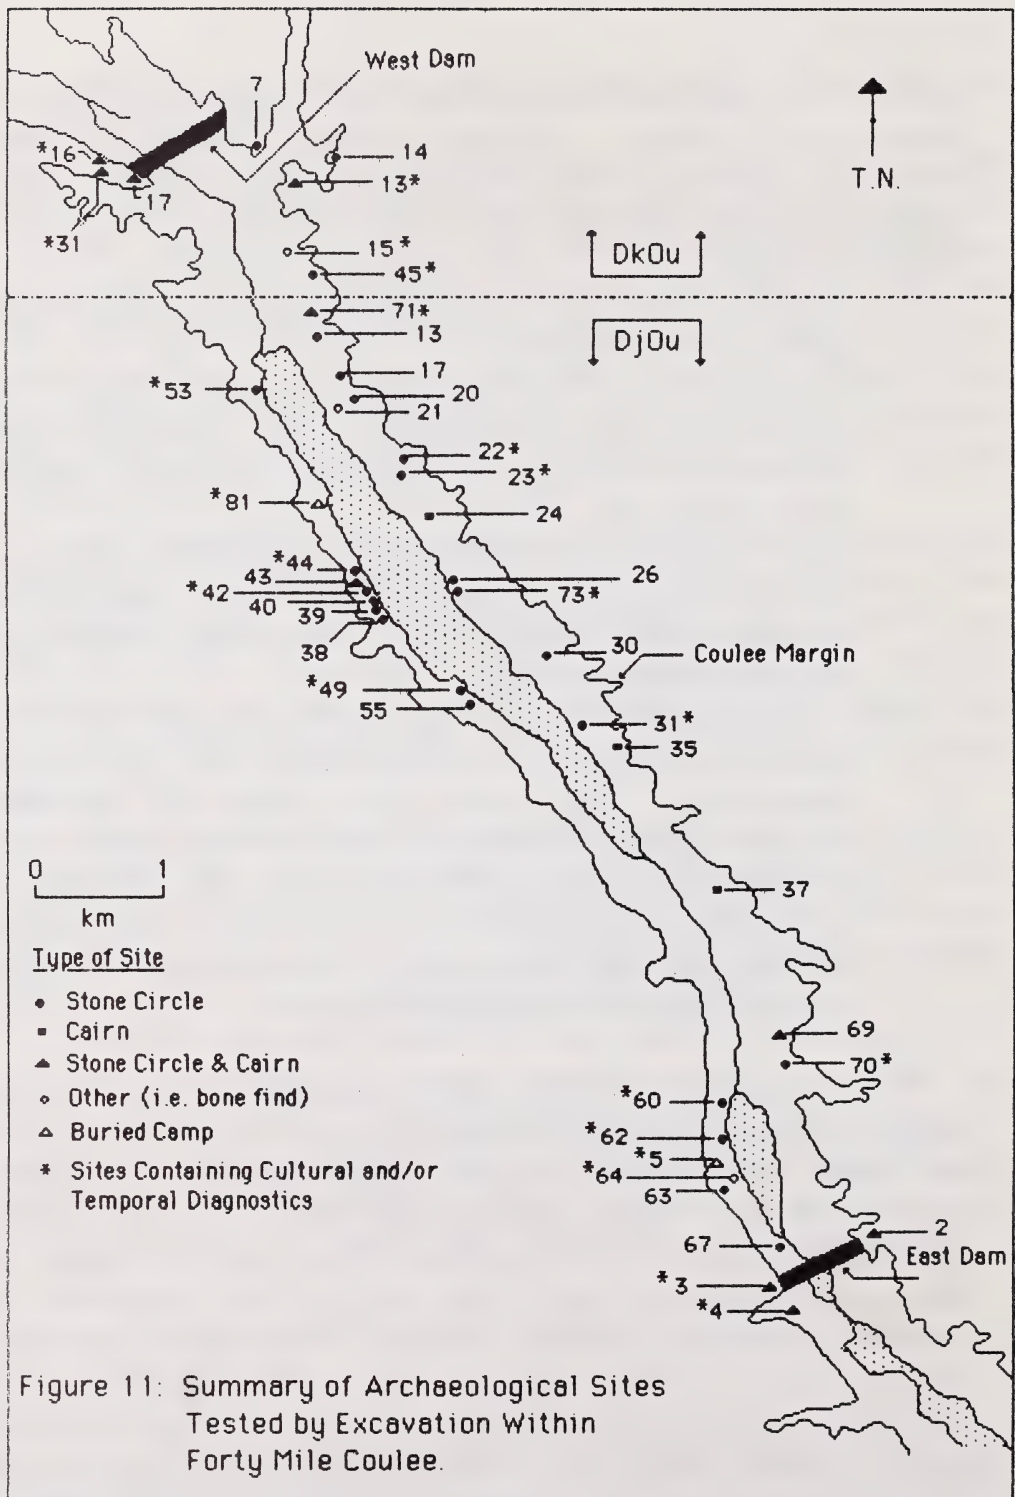 West Dam
7
*16
14
13*
T.N.
17
*31
15*
DkOu
45*
71*
13
DjOu
17
*53
20
21
22*
23*
*81
24
*44
43
26
*42
73*
40
39
38
30
Coulee Margin
*49
55
31*
35
0 1
km
37
Type of Site
Stone Circle
Cairn
Stone Circle & Cairn
Other (i.e. bone find)
Buried Camp
* Sites Containing Cultural and/or
Temporal Diagnostics
69
70*
*60
*62
*5
*64
63
2
67
East Dam
*3
*4
Figure 11: Summary of Archaeological Sites
Tested by Excavation Within
Forty Mile Coulee.